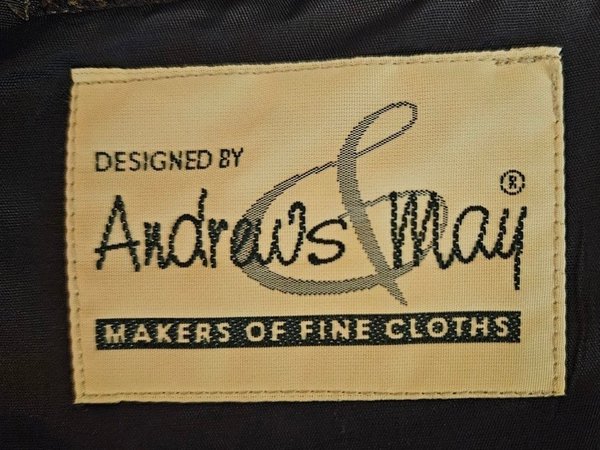 DESIGNED BY
Andrews & May®
MAKERS OF FINE CLOTHS